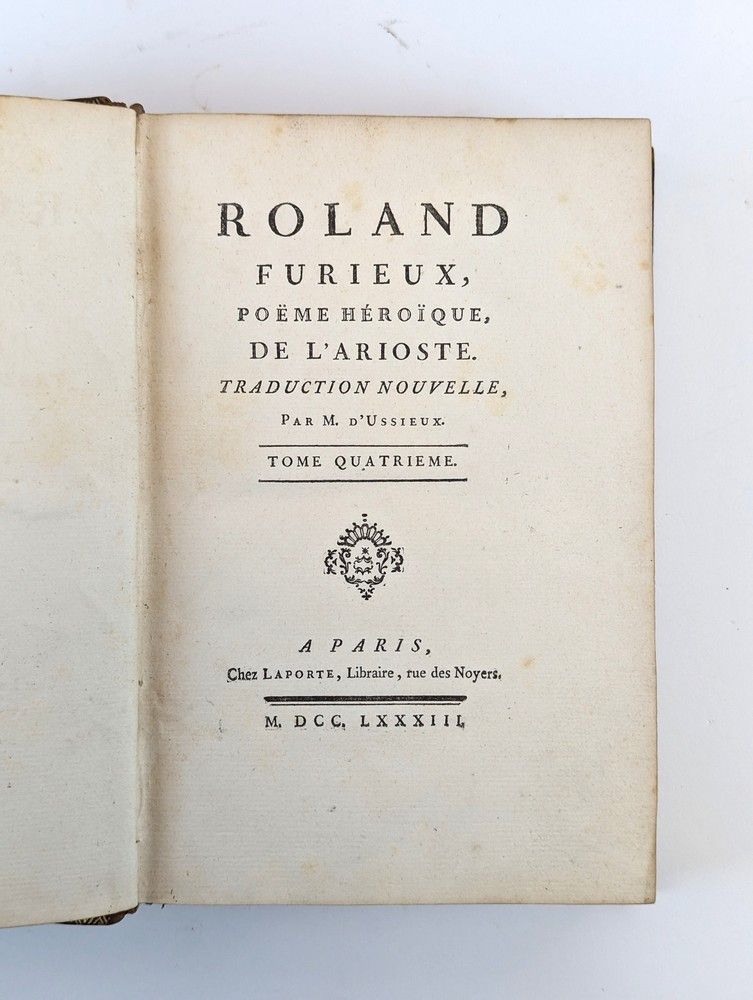 ROLAND
FURIEUX,
POËME HÉROÏQUE,
DE L'ARIOSTE.
TRADUCTION NOUVELLE,
PAR M. D'USSIEUX.
TOME QUATRIEME.
A PARIS,
Chez LAPORTE, Libraire, rue des Noyers.
M. DCC. LXXXIII.